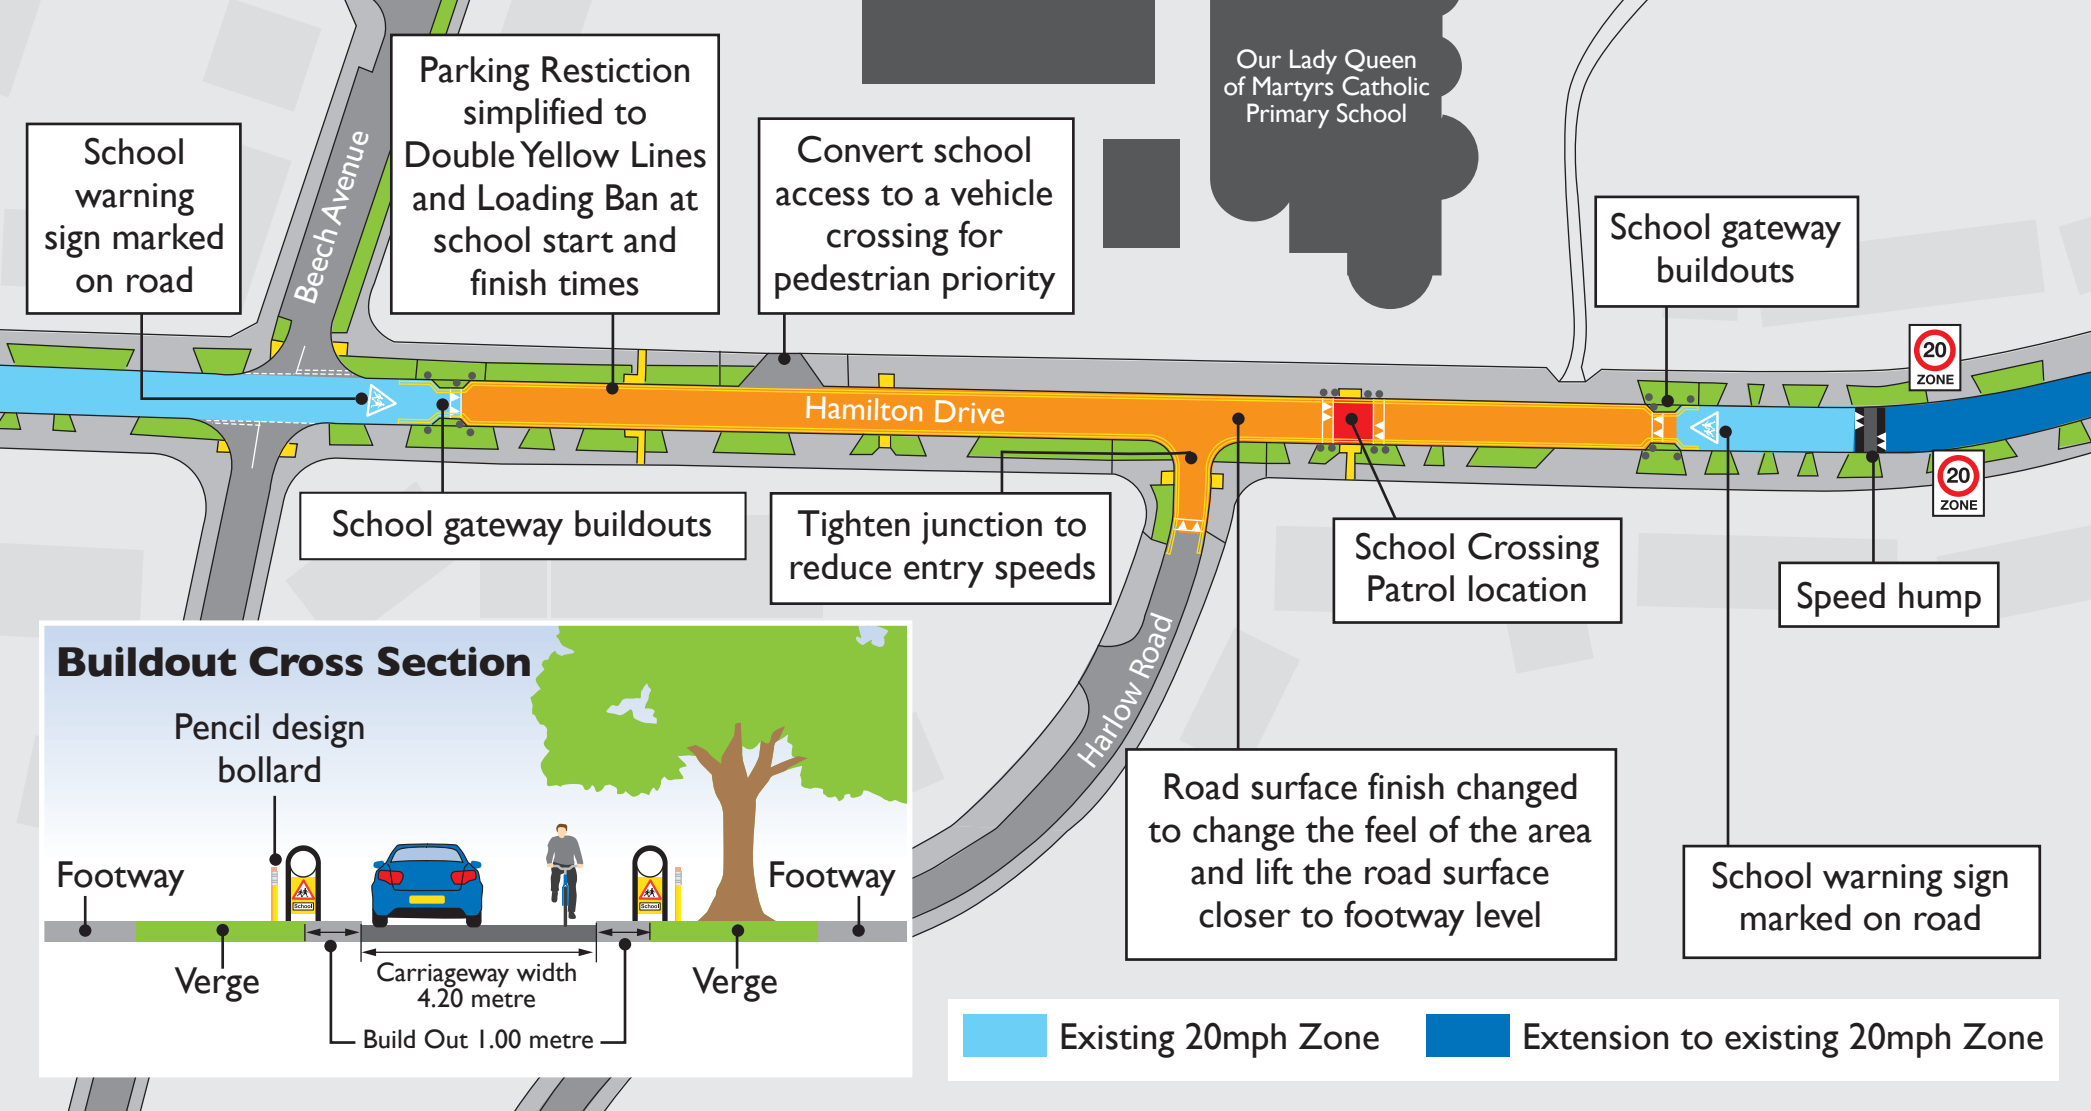 Our Lady Queen
of Martyrs Catholic
Primary School
Parking Restiction
simplified to
Double Yellow Lines
and Loading Ban at
school start and
finish times
School
warning
sign marked
on road
Beech Avenue
Convert school
access to a vehicle
crossing for
pedestrian priority
School gateway
buildouts
20
ZONE
Hamilton Drive
20
ZONE
School gateway buildouts
Tighten junction to
reduce entry speeds
School Crossing
Patrol location
Speed hump
Harlow Road
Road surface finish changed
to change the feel of the area
and lift the road surface
closer to footway level
School warning sign
marked on road
Buildout Cross Section
Pencil design
bollard
Footway
School
School
Footway
Verge
Carriageway width
4.20 metre
Verge
Build Out 1.00 metre
Existing 20mph Zone
Extension to existing 20mph Zone